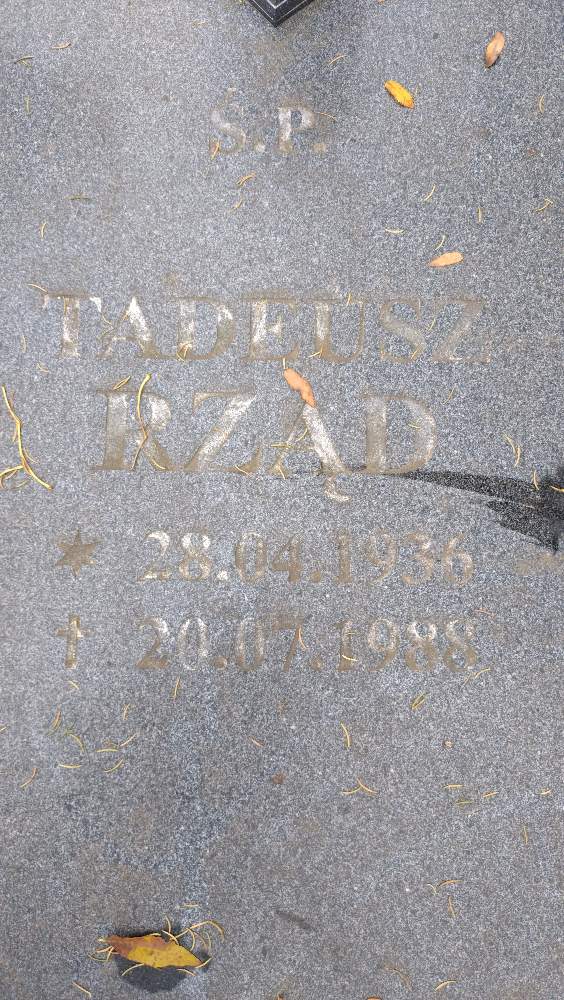 Ś.P.
TADEUSZ
RZĄD
28.04.1936
20.07.1988